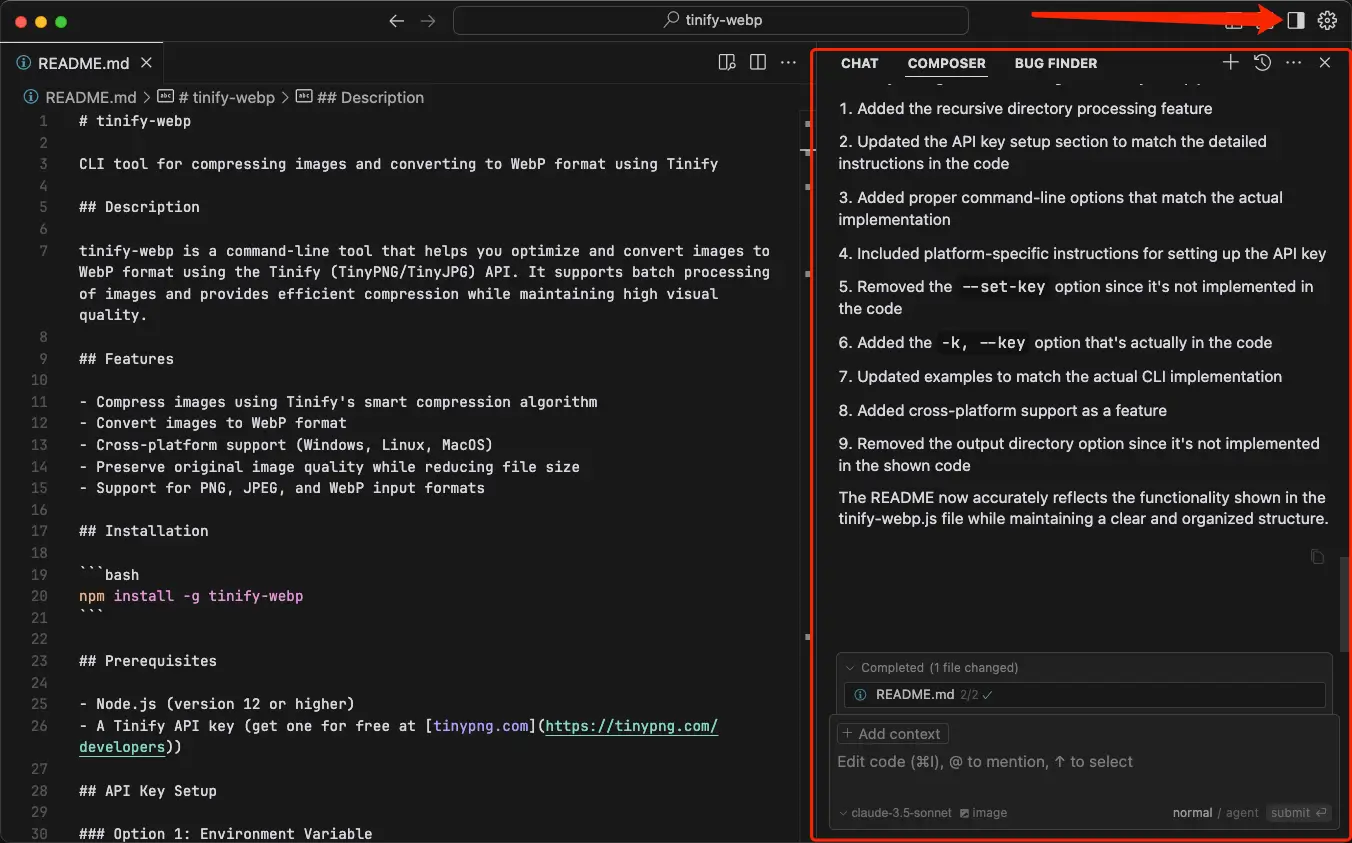 tinify-webp
README.md
README.md > # tinify-webp > ## Description
1 # tinify-webp
2
3 CLI tool for compressing images and converting to WebP format using Tinify
4
5 ## Description
6
7 tinify-webp is a command-line tool that helps you optimize and convert images to
WebP format using the Tinify (TinyPNG/TinyJPG) API. It supports batch processing
of images and provides efficient compression while maintaining high visual
quality.
8
9 ## Features
10
11 - Compress images using Tinify's smart compression algorithm
12 - Convert images to WebP format
13 - Cross-platform support (Windows, Linux, MacOS)
14 - Preserve original image quality while reducing file size
15 - Support for PNG, JPEG, and WebP input formats
16
17 ## Installation
18
19 ```bash
20 npm install -g tinify-webp
21 ```
22
23 ## Prerequisites
24
25 - Node.js (version 12 or higher)
26 - A Tinify API key (get one for free at [tinypng.com](https://tinypng.com/
developers))
27
28 ## API Key Setup
29
30 ### Option 1: Environment Variable
CHAT COMPOSER BUG FINDER
1. Added the recursive directory processing feature
2. Updated the API key setup section to match the detailed
instructions in the code
3. Added proper command-line options that match the actual
implementation
4. Included platform-specific instructions for setting up the API key
5. Removed the --set-key option since it's not implemented in
the code
6. Added the -k, --key option that's actually in the code
7. Updated examples to match the actual CLI implementation
8. Added cross-platform support as a feature
9. Removed the output directory option since it's not implemented
in the shown code
The README now accurately reflects the functionality shown in the
tinify-webp.js file while maintaining a clear and organized structure.
Completed (1 file changed)
README.md 2/2 ✓
+ Add context
Edit code (⌘I), @ to mention, ↑ to select
claude-3.5-sonnet image normal / agent submit ↵